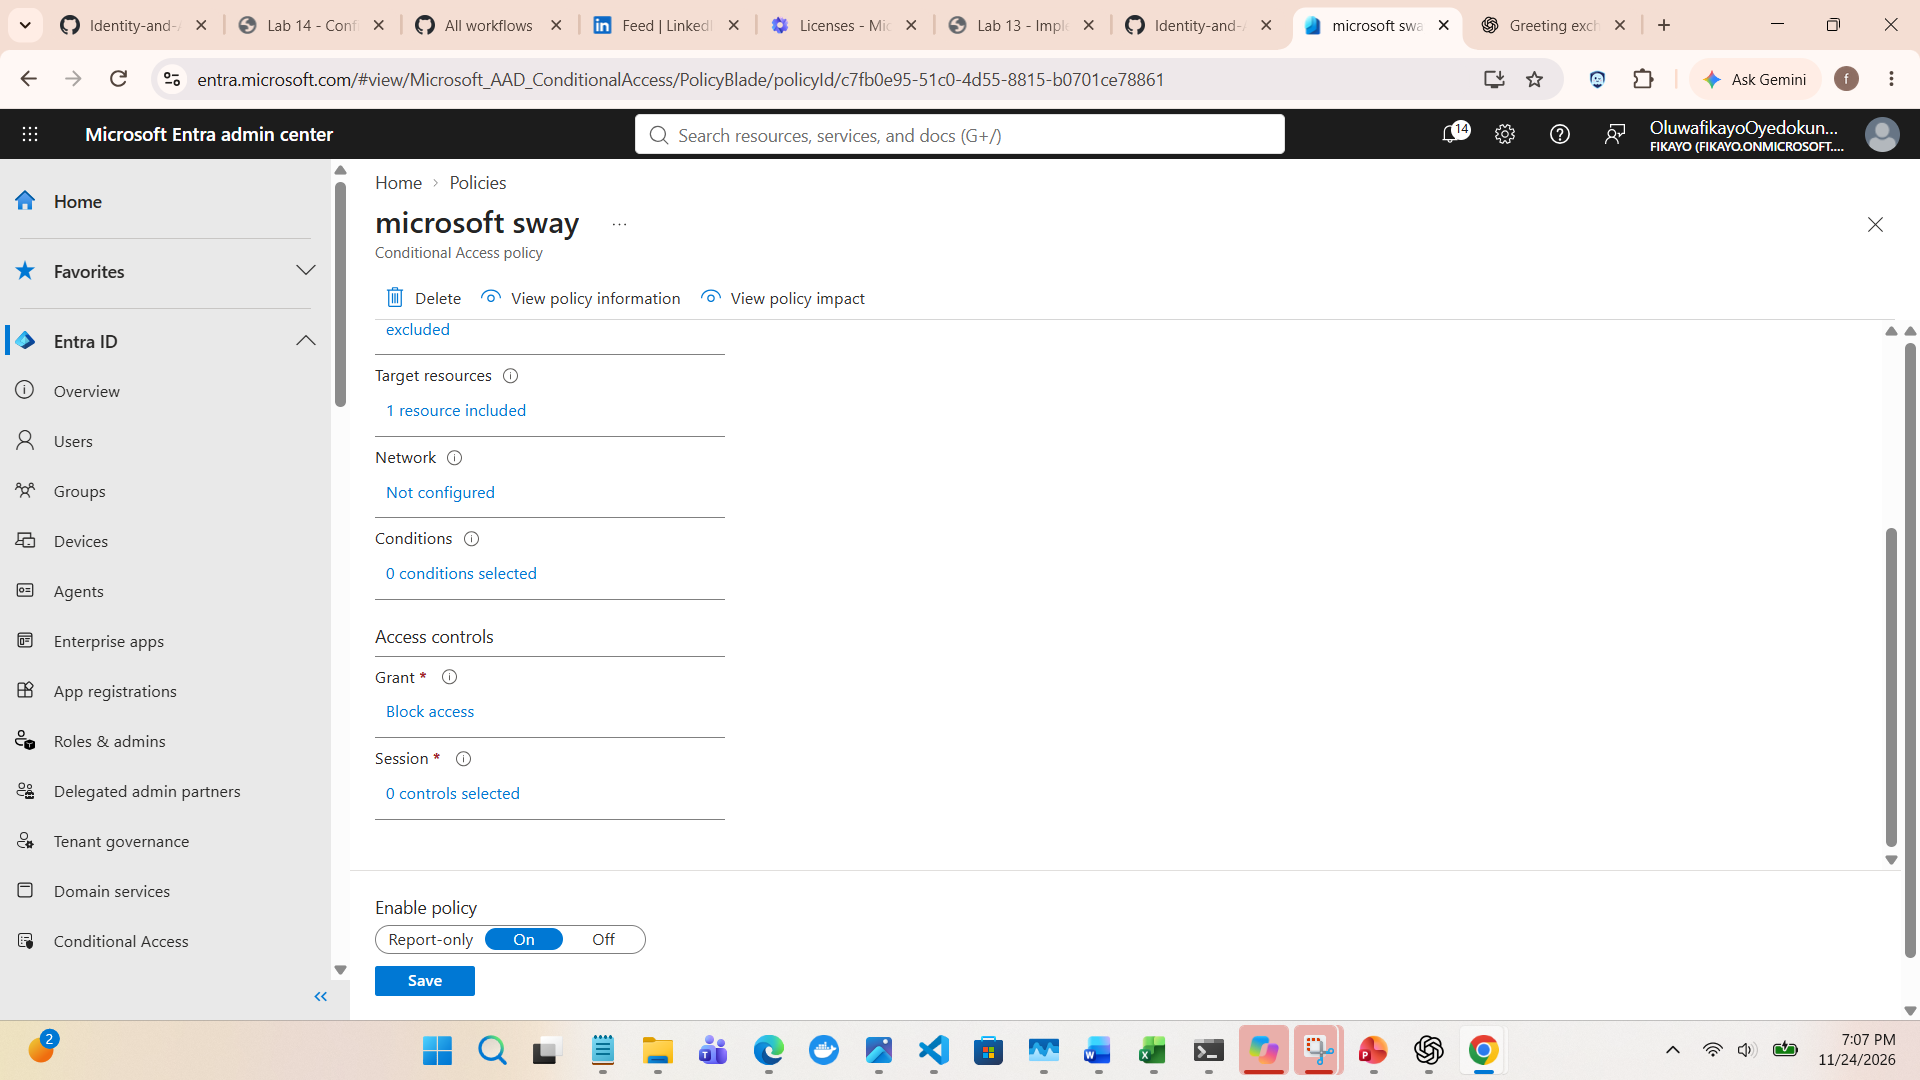 Identity-and-A
Lab 14 - Conf
All workflows
Feed | LinkedI
Licenses - Mic
Lab 13 - Imple
Identity-and-A
microsoft swa
Greeting exch
entra.microsoft.com/#view/Microsoft_AAD_ConditionalAccess/PolicyBlade/policyId/c7fb0e95-51c0-4d55-8815-b0701ce78861
Ask Gemini
f
Microsoft Entra admin center
Search resources, services, and docs (G+/)
14
OluwafikayoOyedokun...
FIKAYO (FIKAYO.ONMICROSOFT....
Home
Favorites
Entra ID
Overview
Users
Groups
Devices
Agents
Enterprise apps
App registrations
Roles & admins
Delegated admin partners
Tenant governance
Domain services
Conditional Access
Home > Policies
microsoft sway ...
Conditional Access policy
Delete
View policy information
View policy impact
excluded
Target resources
1 resource included
Network
Not configured
Conditions
0 conditions selected
Access controls
Grant *
Block access
Session *
0 controls selected
Enable policy
Report-only On Off
Save
2
7:07 PM
11/24/2026